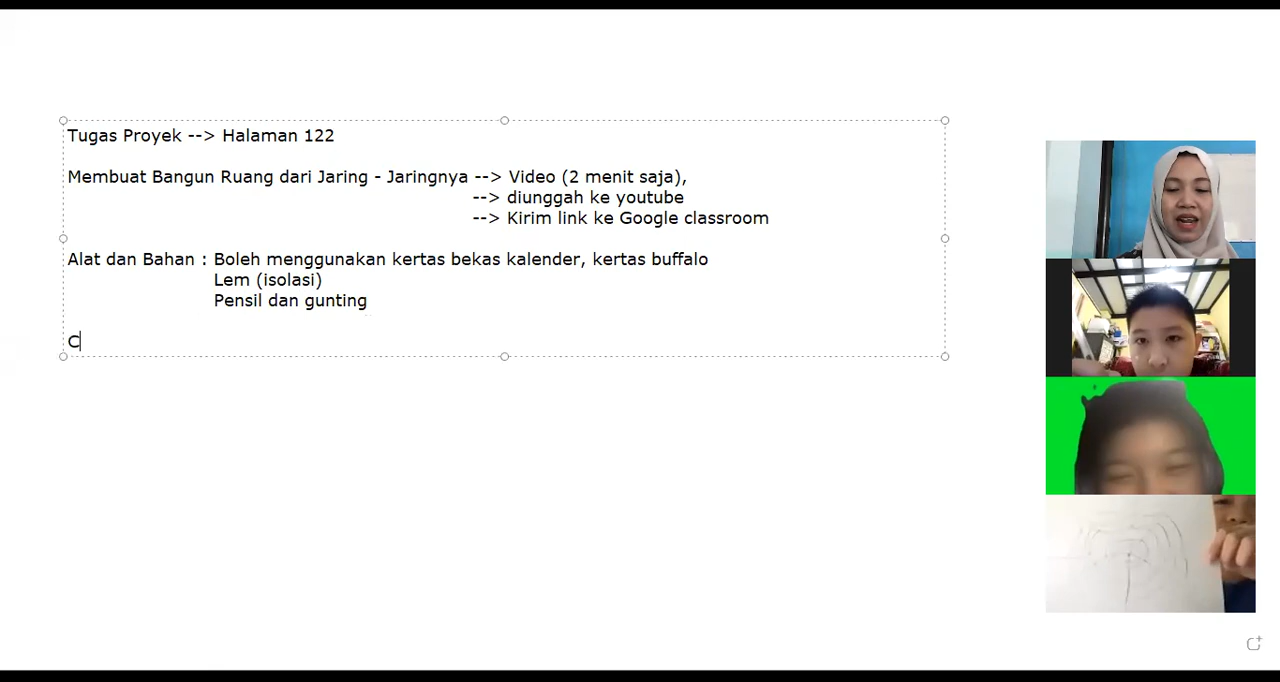 Tugas Proyek --> Halaman 122
Membuat Bangun Ruang dari Jaring - Jaringnya --> Video (2 menit saja),
--> diunggah ke youtube
--> Kirim link ke Google classroom
Alat dan Bahan : Boleh menggunakan kertas bekas kalender, kertas buffalo
Lem (isolasi)
Pensil dan gunting
C